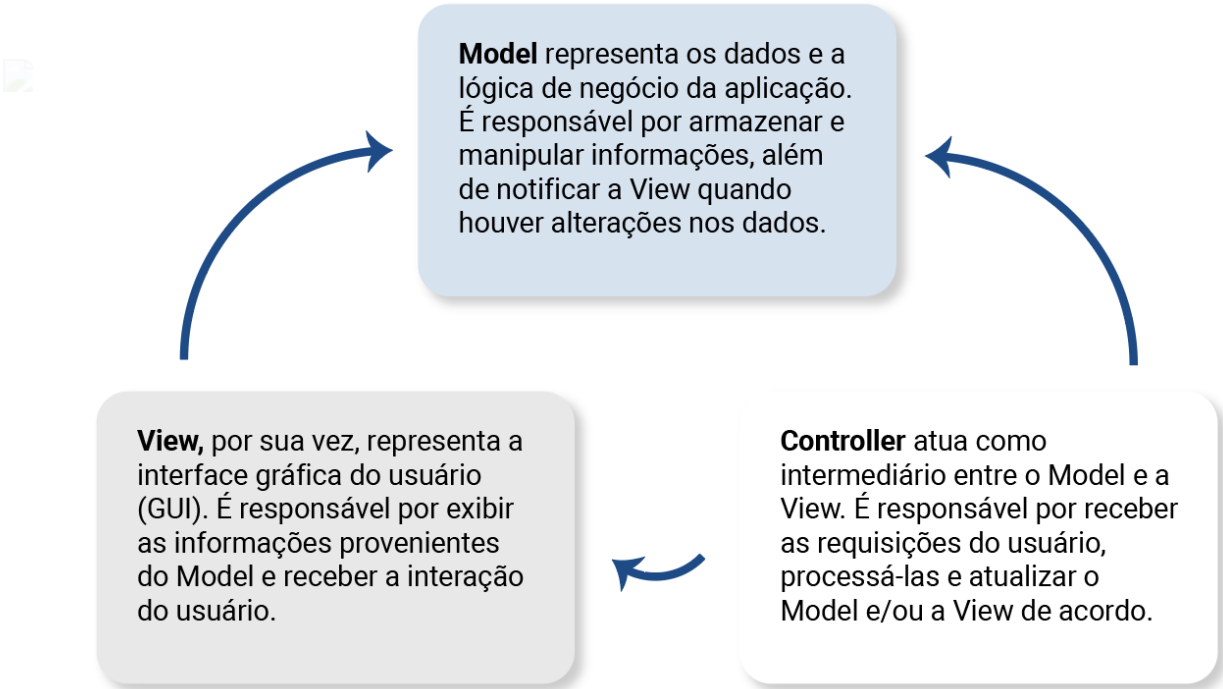 Model representa os dados e a
lógica de negócio da aplicação.
É responsável por armazenar e
manipular informações, além
de notificar a View quando
houver alterações nos dados.
View, por sua vez, representa a
interface gráfica do usuário
(GUI). É responsável por exibir
as informações provenientes
do Model e receber a interação
do usuário.
Controller atua como
intermediário entre o Model e a
View. É responsável por receber
as requisições do usuário,
processá-las e atualizar o
Model e/ou a View de acordo.